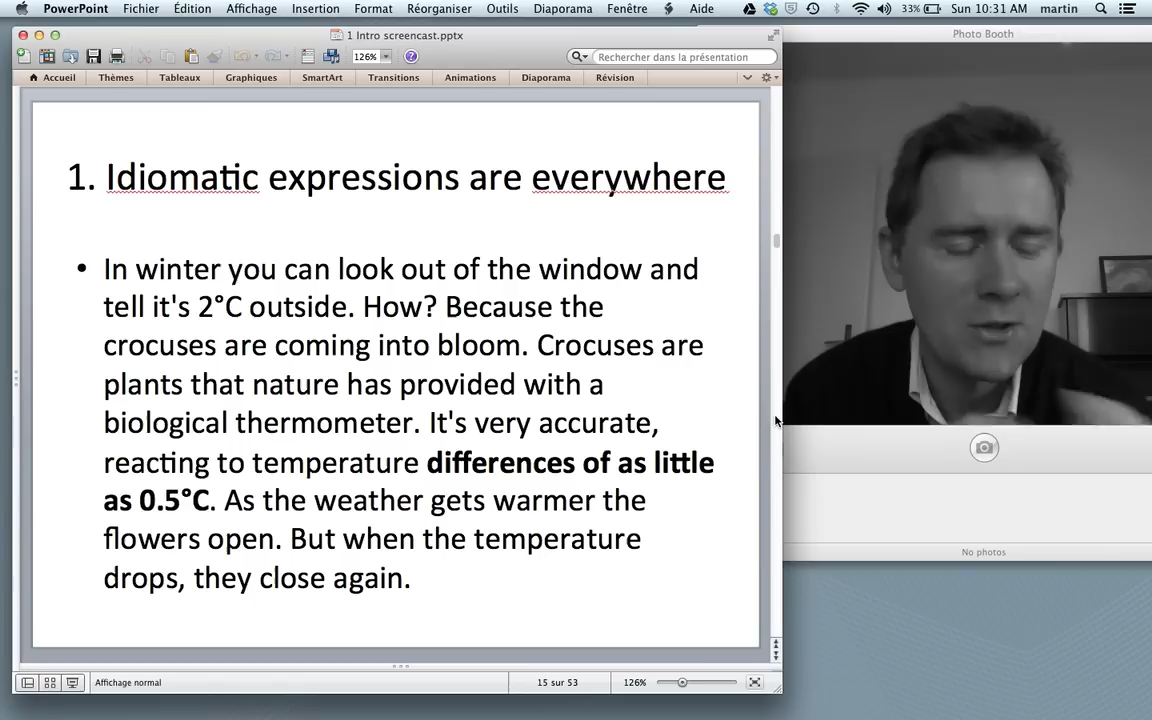 PowerPoint Fichier Édition Affichage Insertion Format Réorganiser Outils Diaporama Fenêtre Aide 33% Sun 10:31 AM martin
1 Intro screencast.pptx
Photo Booth
126% Rechercher dans la présentation
Accueil Thèmes Tableaux Graphiques SmartArt Transitions Animations Diaporama Révision
1. Idiomatic expressions are everywhere
• In winter you can look out of the window and
tell it's 2°C outside. How? Because the
crocuses are coming into bloom. Crocuses are
plants that nature has provided with a
biological thermometer. It's very accurate,
reacting to temperature differences of as little
as 0.5°C. As the weather gets warmer the
flowers open. But when the temperature
drops, they close again.
No photos
Affichage normal 15 sur 53 126%